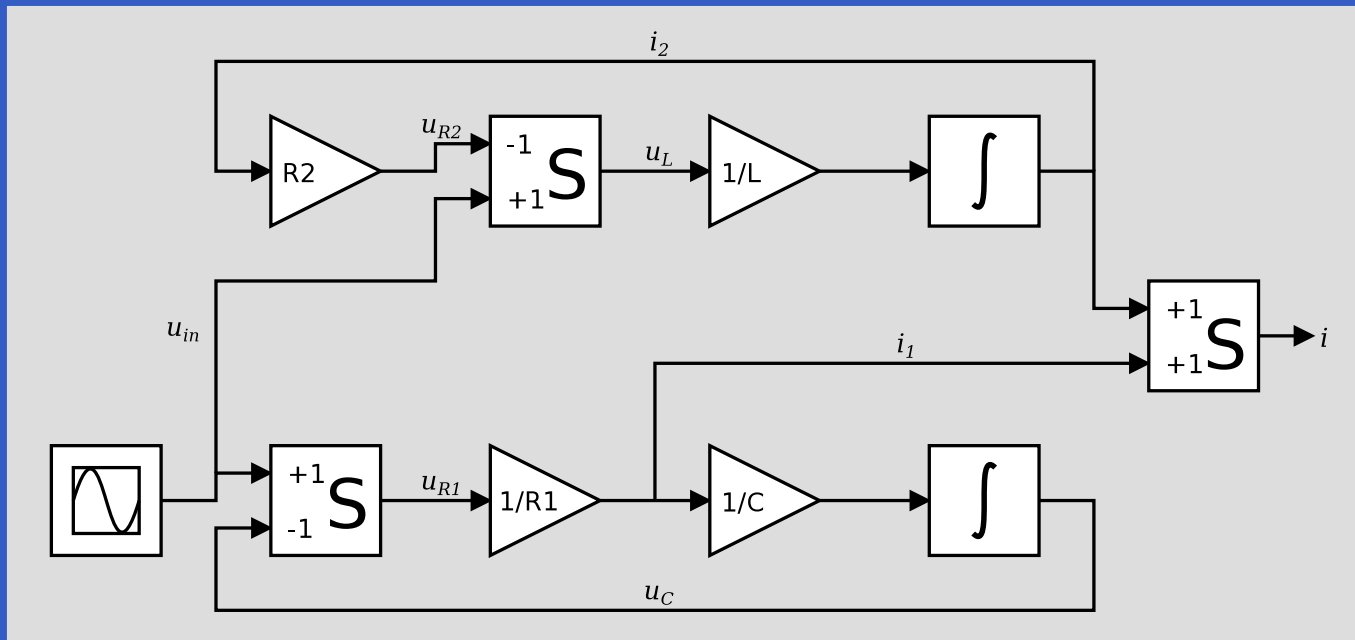 i2
R2
uR2
-1
+1
S
uL
1/L
∫
uin
+1
+1
S
i
i1
+1
-1
S
uR1
1/R1
1/C
∫
uC